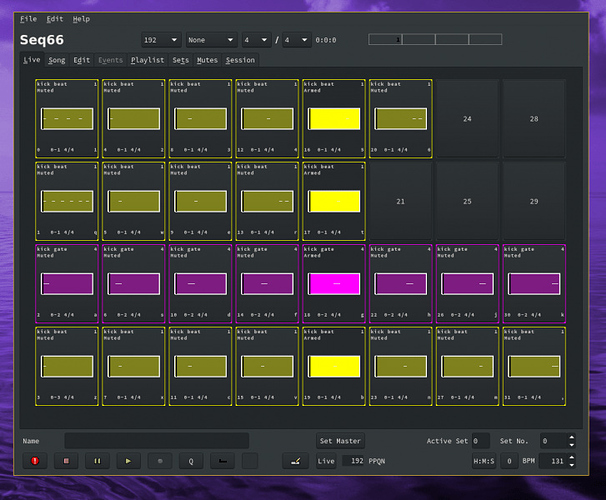 File Edit Help
Seq66 192 None 4 / 4 0:0:0
Live Song Edit Events Playlist Sets Mutes Session
kick beat 1 kick beat 1 kick beat 1 kick beat 1 kick beat 1 kick beat 1
Muted Muted Muted Muted Armed Muted
24 28
0 0-1 4/4 1 4 0-1 4/4 2 8 0-1 4/4 3 12 0-1 4/4 4 16 0-1 4/4 5 20 0-1 4/4 6
kick beat 1 kick beat 1 kick beat 1 kick beat 1 kick beat 1
Muted Muted Muted Muted Armed
21 25 29
1 0-1 4/4 q 5 0-1 4/4 w 9 0-1 4/4 e 13 0-1 4/4 r 17 0-1 4/4 t
kick gate 4 kick gate 4 kick gate 4 kick gate 4 kick gate 4 kick gate 4 kick gate 4 kick gate 4
Muted Muted Muted Muted Armed Muted Muted Muted
2 0-2 4/4 a 6 0-2 4/4 s 10 0-2 4/4 d 14 0-2 4/4 f 18 0-2 4/4 g 22 0-2 4/4 h 26 0-2 4/4 j 30 0-2 4/4 k
kick beat 1 kick beat 1 kick beat 1 kick beat 1 kick beat 1 kick beat 1 kick beat 1 kick beat 1
Muted Muted Muted Muted Armed Muted Muted Muted
4/4 z 7 0-1 4/4 x 11 0-1 4/4 c 15 0-1 4/4 v 19 0-1 4/4 b 23 0-1 4/4 n 27 0-1 4/4 m 31 0-1 4/4 ,
Name Set Master Active Set 0 Set No. 0
Q Live 192 PPQN H:M:S 0 BPM 131